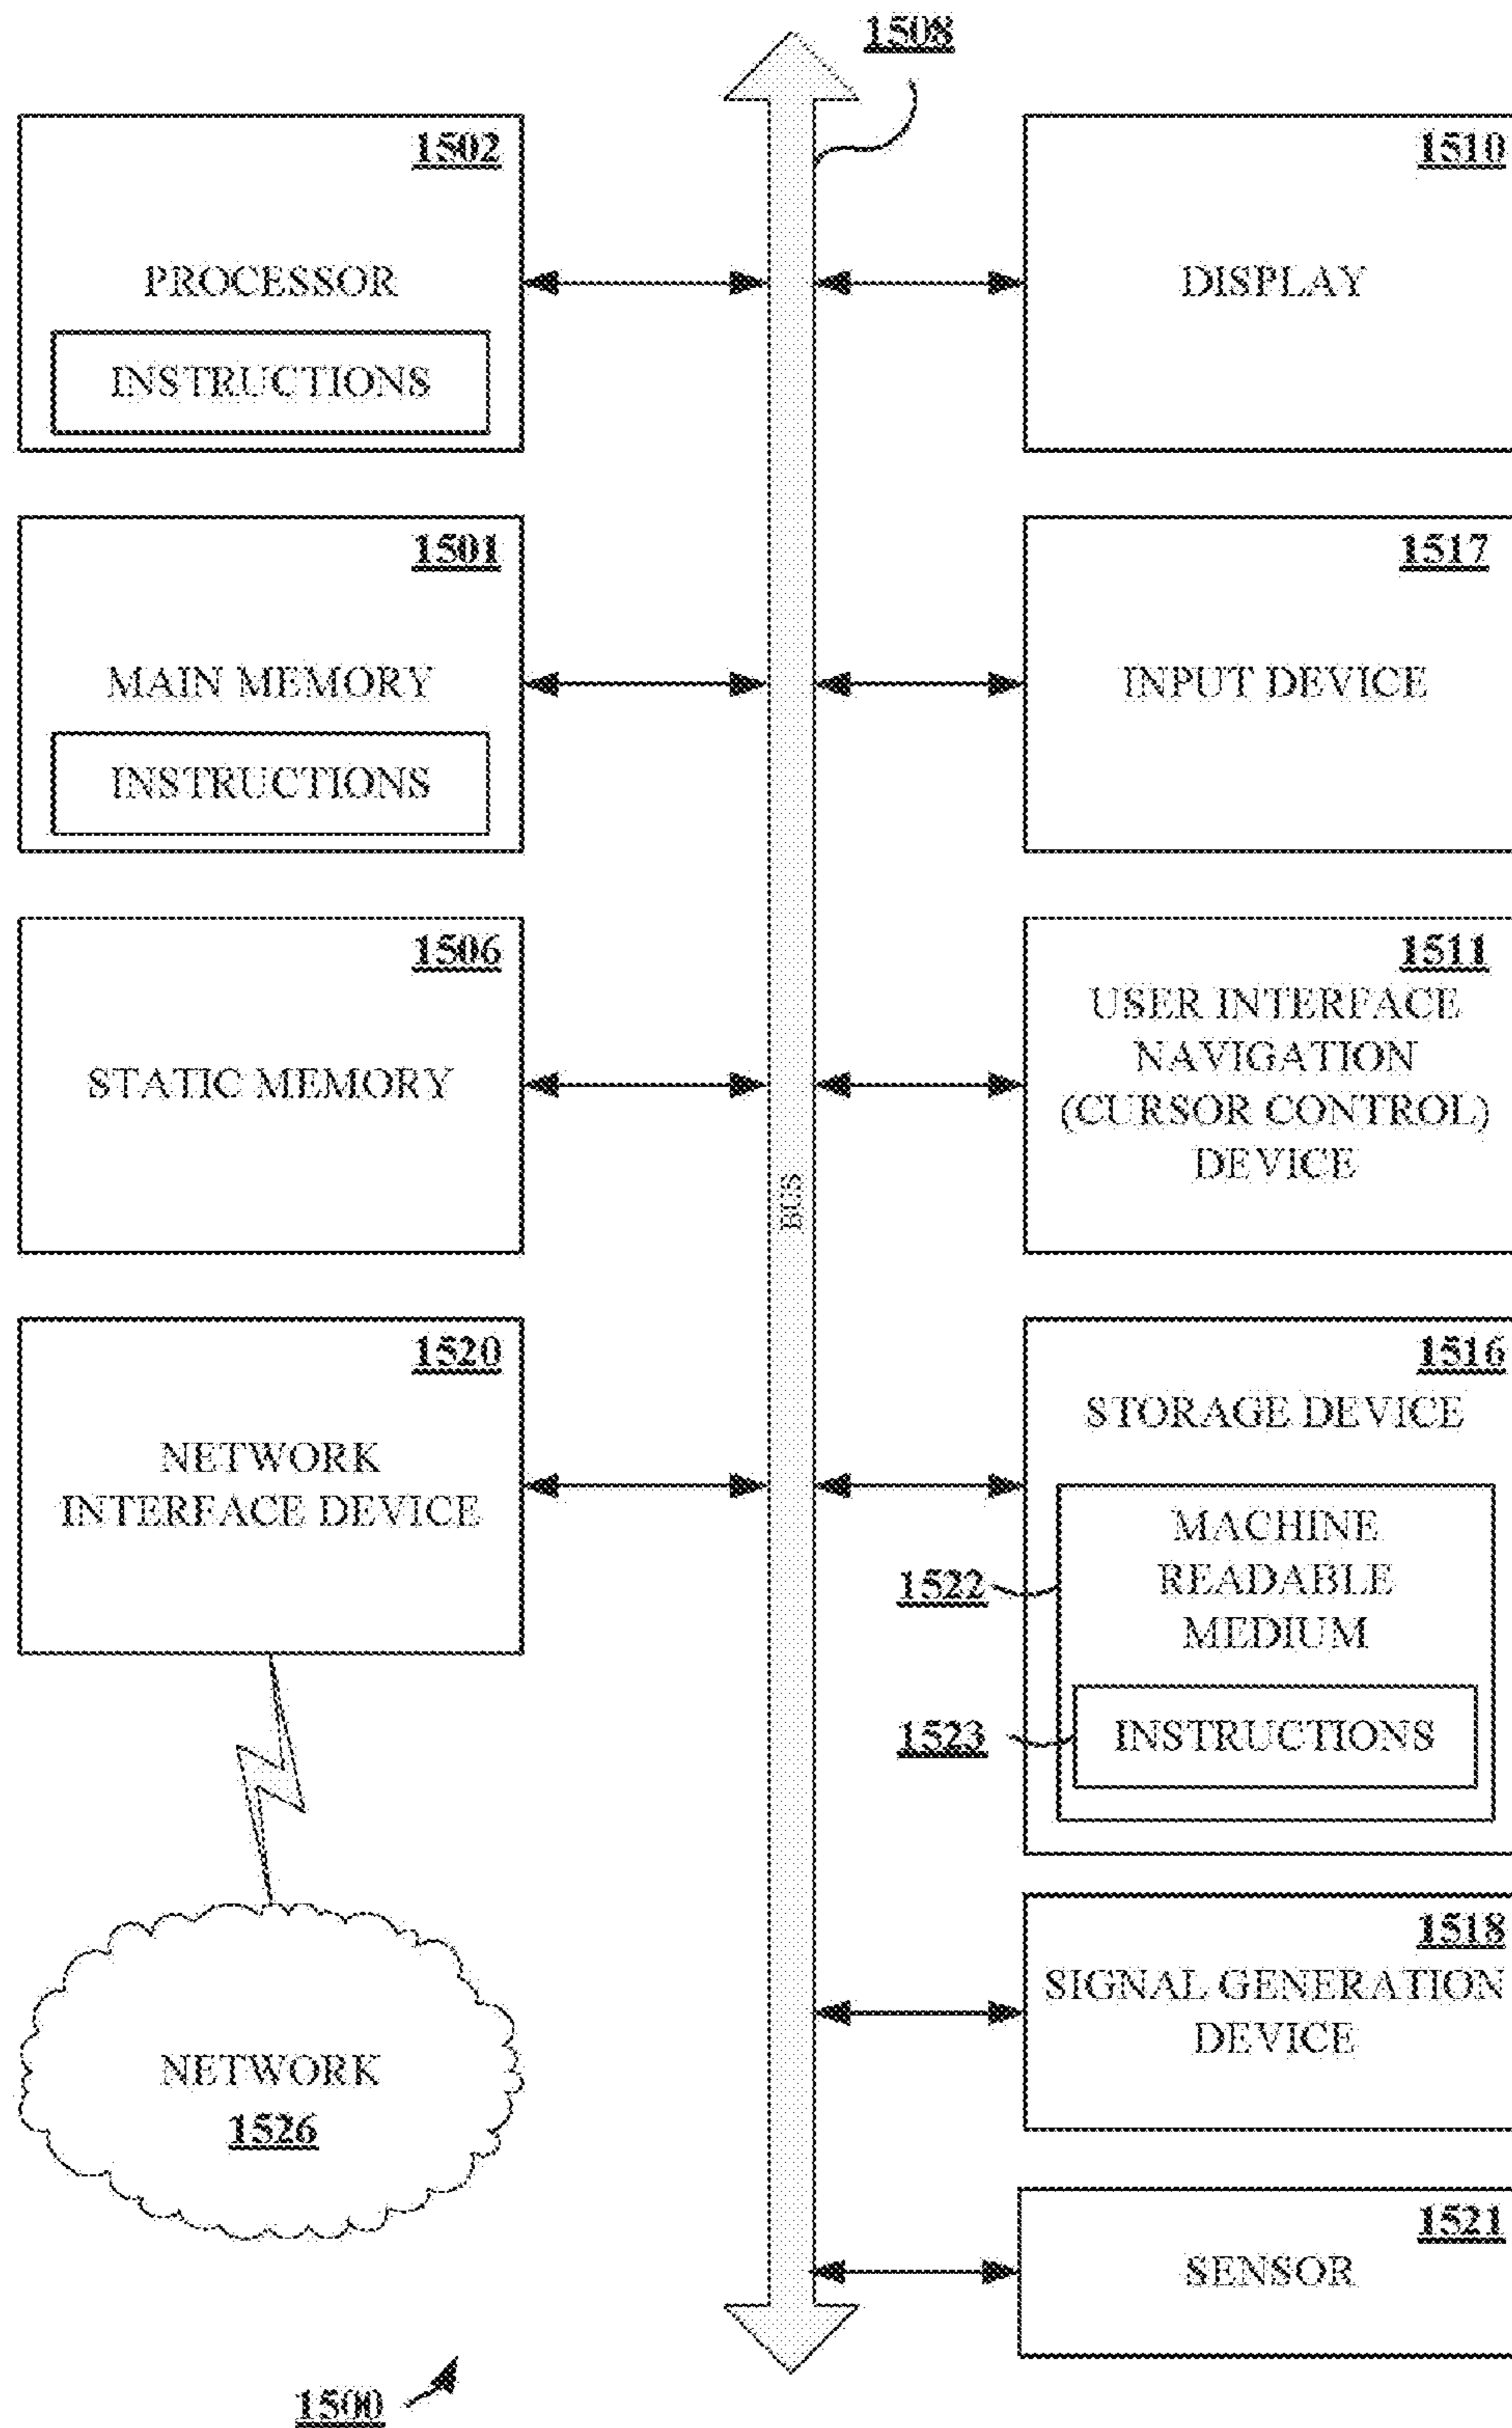 1508
1502
PROCESSOR
INSTRUCTIONS
1510
DISPLAY
1501
MAIN MEMORY
INSTRUCTIONS
1517
INPUT DEVICE
1506
STATIC MEMORY
1511
USER INTERFACE
NAVIGATION
(CURSOR CONTROL)
DEVICE
BUS
1520
NETWORK
INTERFACE DEVICE
1516
STORAGE DEVICE
MACHINE
READABLE
MEDIUM
1522
INSTRUCTIONS
1523
1518
SIGNAL GENERATION
DEVICE
NETWORK
1526
1521
SENSOR
1500